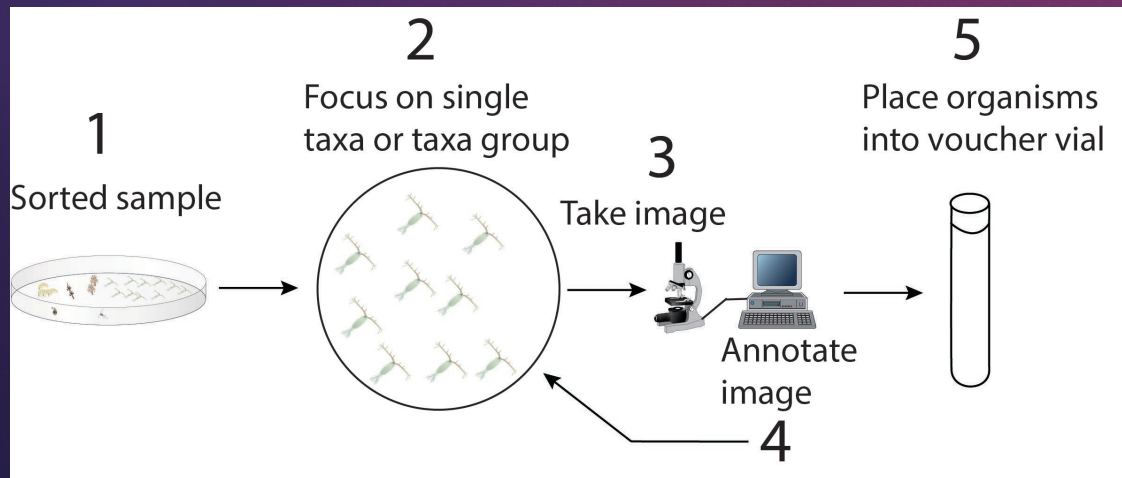 1
Sorted sample
2
Focus on single
taxa or taxa group
3
Take image
Annotate
image
4
5
Place organisms
into voucher vial